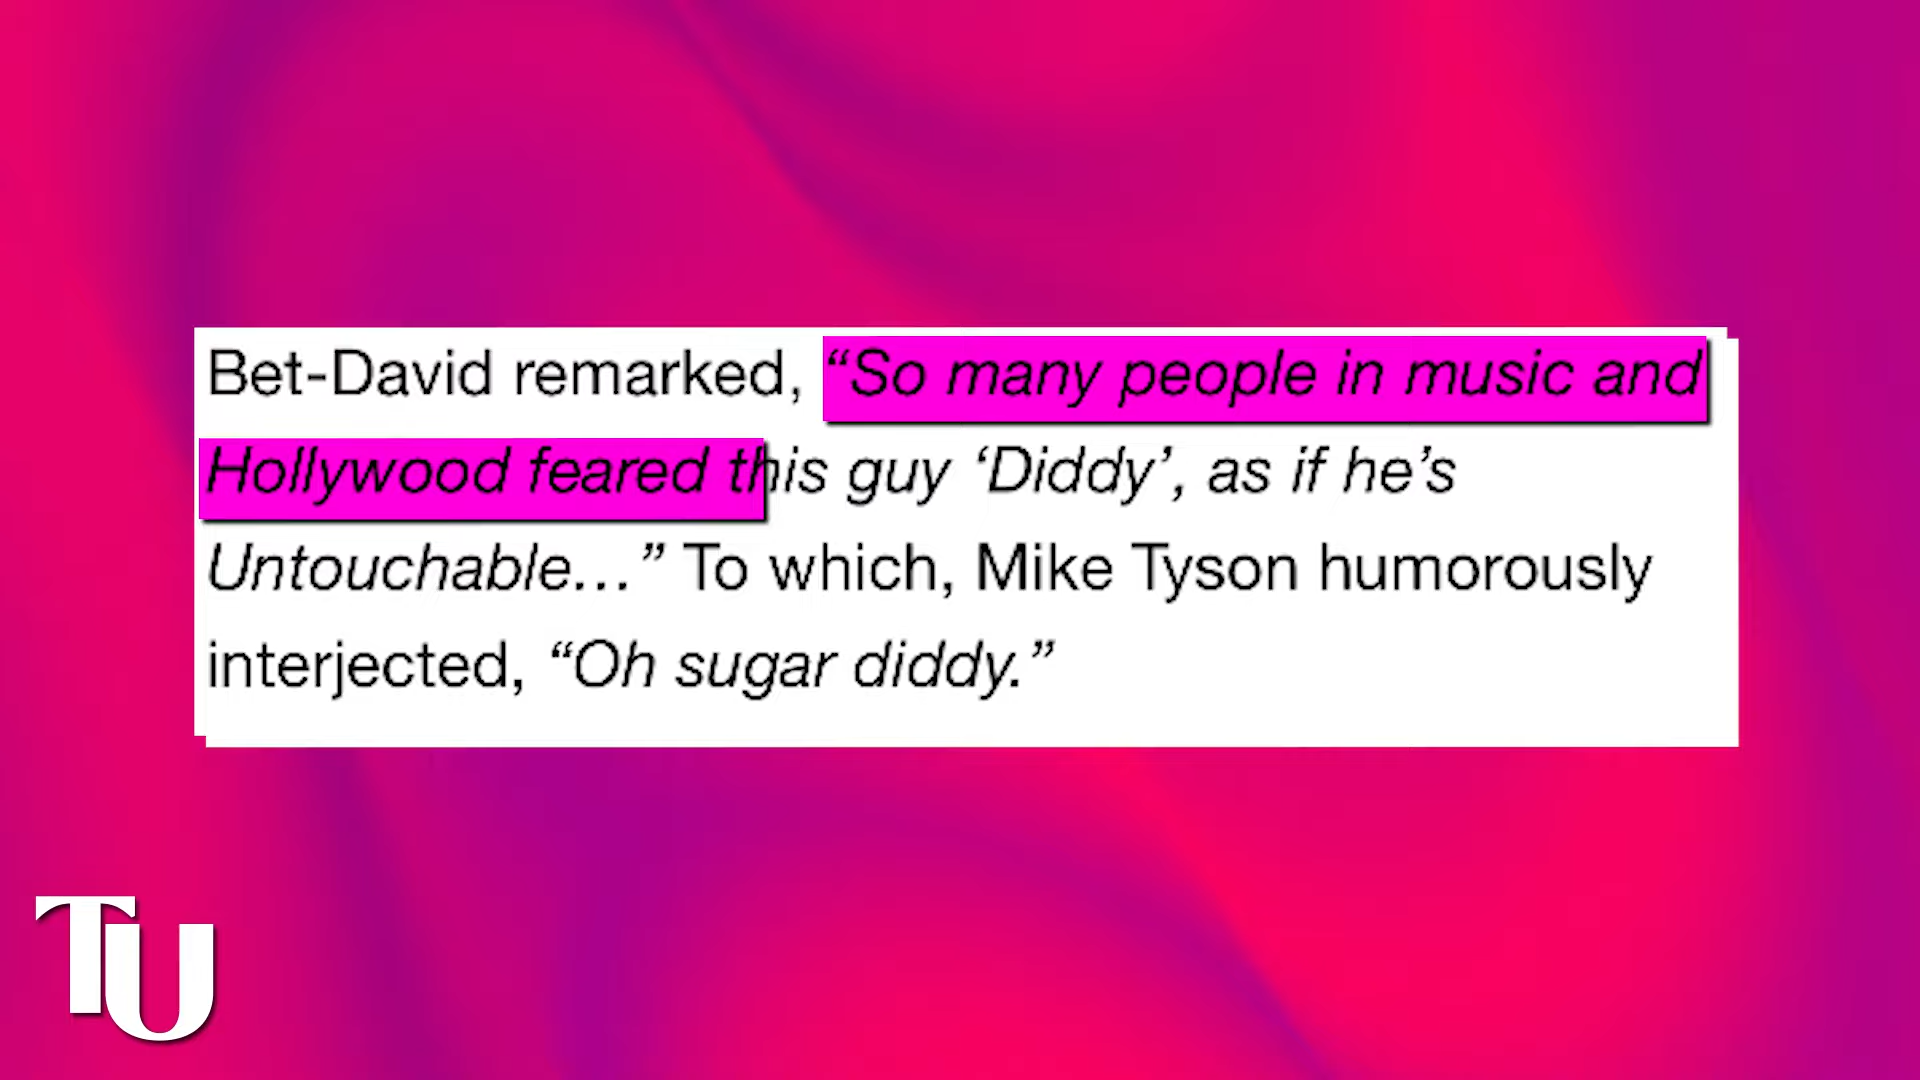 Bet-David remarked, “So many people in music and
Hollywood feared this guy ‘Diddy’, as if he’s
Untouchable…” To which, Mike Tyson humorously
interjected, “Oh sugar diddy.”
TU